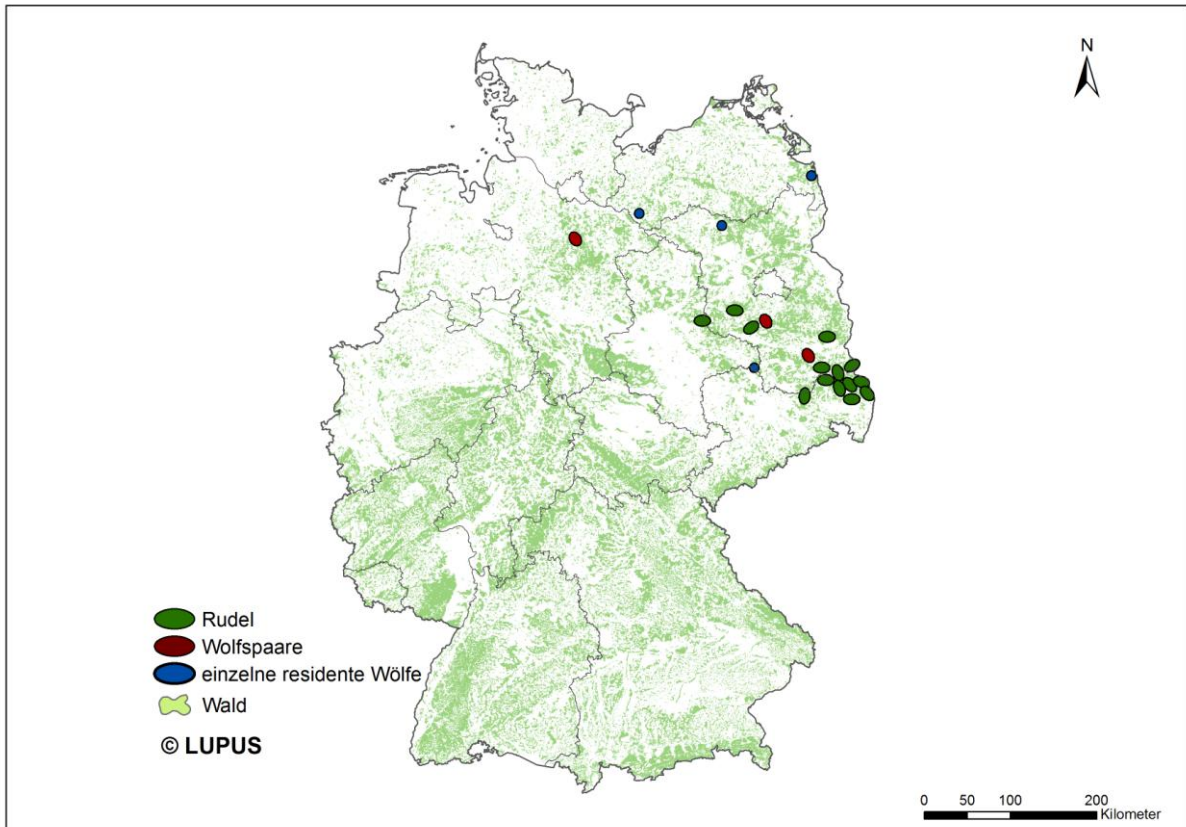 N
Rudel
Wolfspaare
einzelne residente Wölfe
Wald
© LUPUS
0 50 100 200
Kilometer